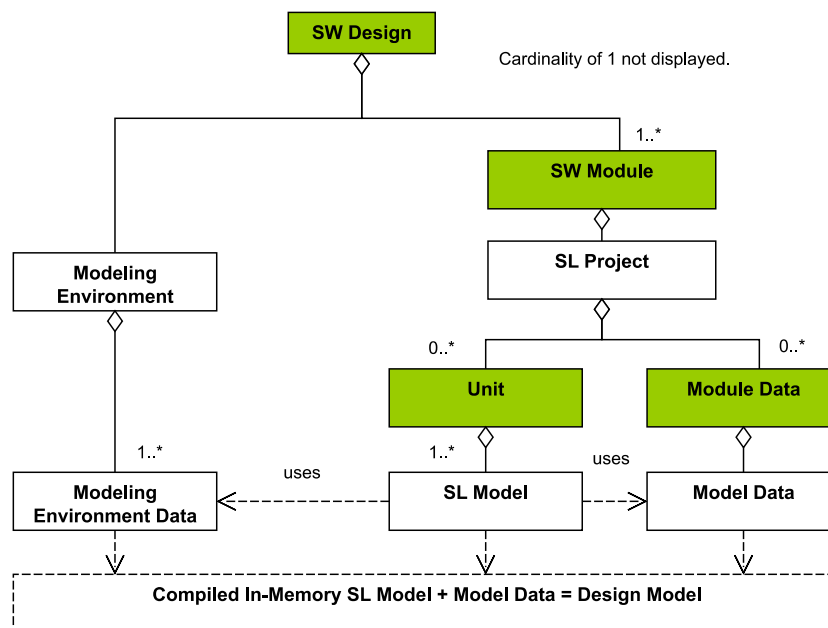 SW Design
Cardinality of 1 not displayed.
1..*
SW Module
Modeling
Environment
SL Project
0..*
0..*
Unit
Module Data
1..*
1..*
uses
uses
Modeling
Environment Data
SL Model
Model Data
Compiled In-Memory SL Model + Model Data = Design Model